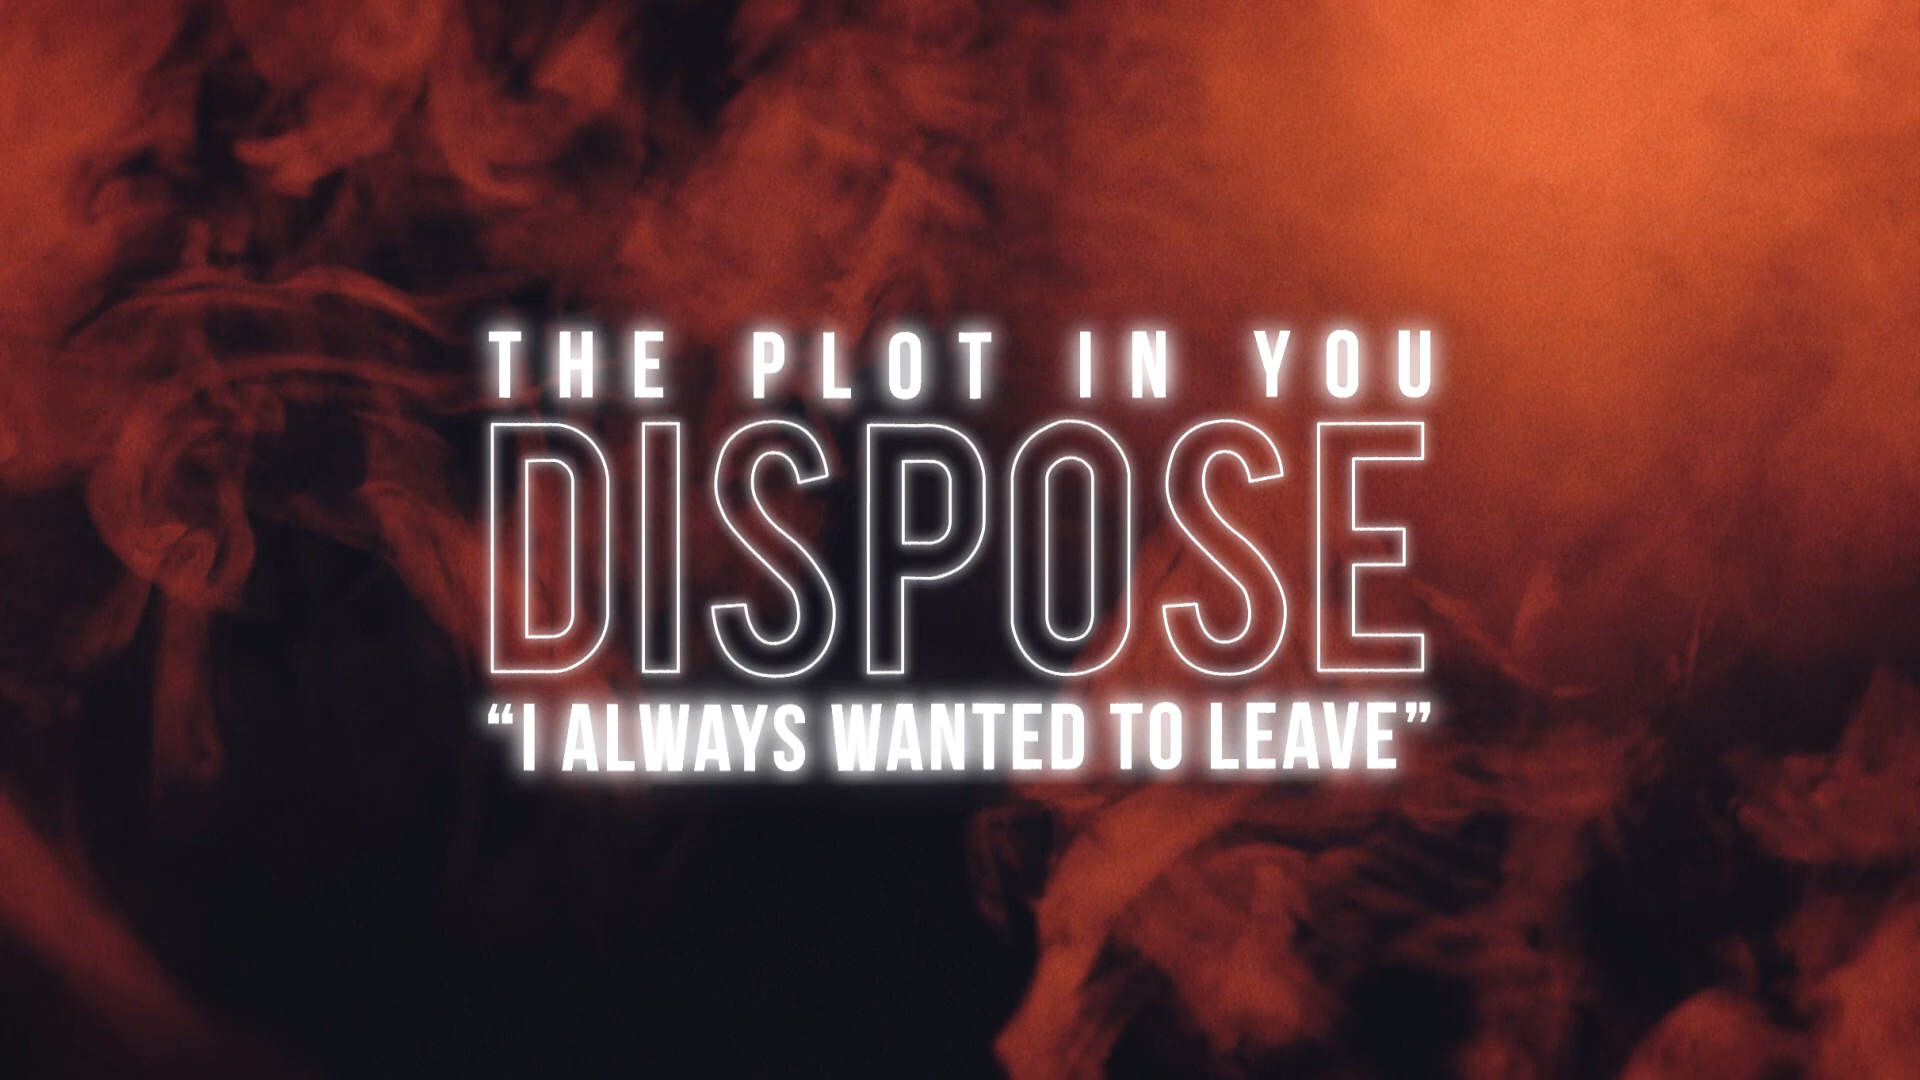 THE PLOT IN YOU
DISPOSE
“I ALWAYS WANTED TO LEAVE”